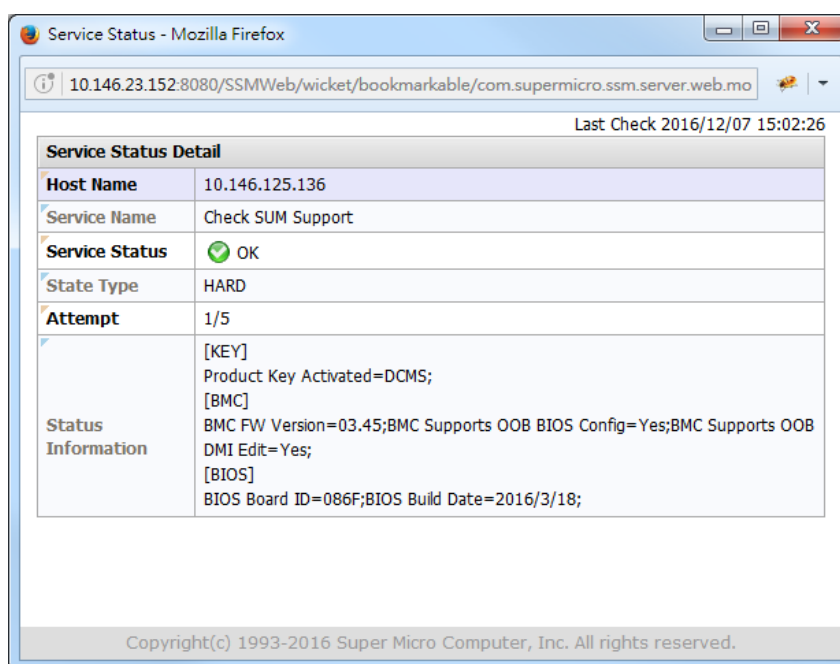 Service Status - Mozilla Firefox
10.146.23.152:8080/SSMWeb/wicket/bookmarkable/com.supermicro.ssm.server.web.mo
Last Check 2016/12/07 15:02:26
Service Status Detail
Host Name 10.146.125.136
Service Name Check SUM Support
Service Status OK
State Type HARD
Attempt 1/5
Status Information
[KEY]
Product Key Activated=DCMS;
[BMC]
BMC FW Version=03.45;BMC Supports OOB BIOS Config=Yes;BMC Supports OOB
DMI Edit=Yes;
[BIOS]
BIOS Board ID=086F;BIOS Build Date=2016/3/18;
Copyright(c) 1993-2016 Super Micro Computer, Inc. All rights reserved.